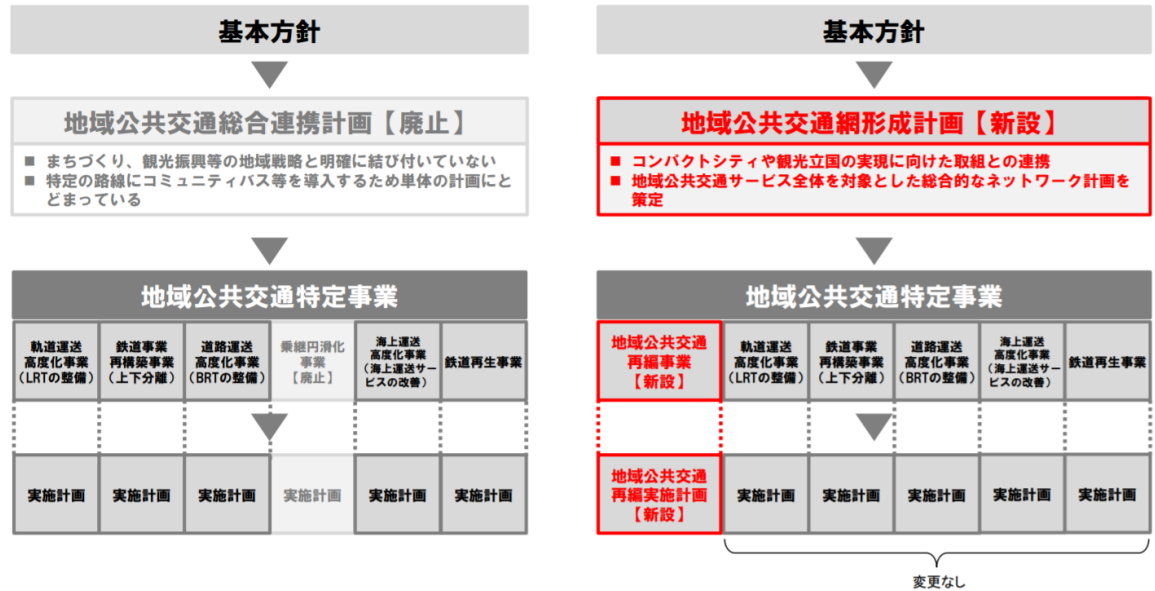 基本方針
地域公共交通総合連携計画【廃止】
■ まちづくり、観光振興等の地域戦略と明確に結び付いていない
■ 特定の路線にコミュニティバス等を導入するため単体の計画にと
どまっている
地域公共交通特定事業
軌道運送
高度化事業
(LRTの整備)
鉄道事業
再構築事業
(上下分離)
道路運送
高度化事業
(BRTの整備)
乗継円滑化
事業
【廃止】
海上運送
高度化事業
(海上運送サー
ビスの改善)
鉄道再生事業
実施計画
実施計画
実施計画
実施計画
実施計画
実施計画
基本方針
地域公共交通網形成計画【新設】
■ コンパクトシティや観光立国の実現に向けた取組との連携
■ 地域公共交通サービス全体を対象とした総合的なネットワーク計画を
策定
地域公共交通特定事業
地域公共交通
再編事業
【新設】
軌道運送
高度化事業
(LRTの整備)
鉄道事業
再構築事業
(上下分離)
道路運送
高度化事業
(BRTの整備)
海上運送
高度化事業
(海上運送サー
ビスの改善)
鉄道再生事業
地域公共交通
再編実施計画
【新設】
実施計画
実施計画
実施計画
実施計画
実施計画
変更なし